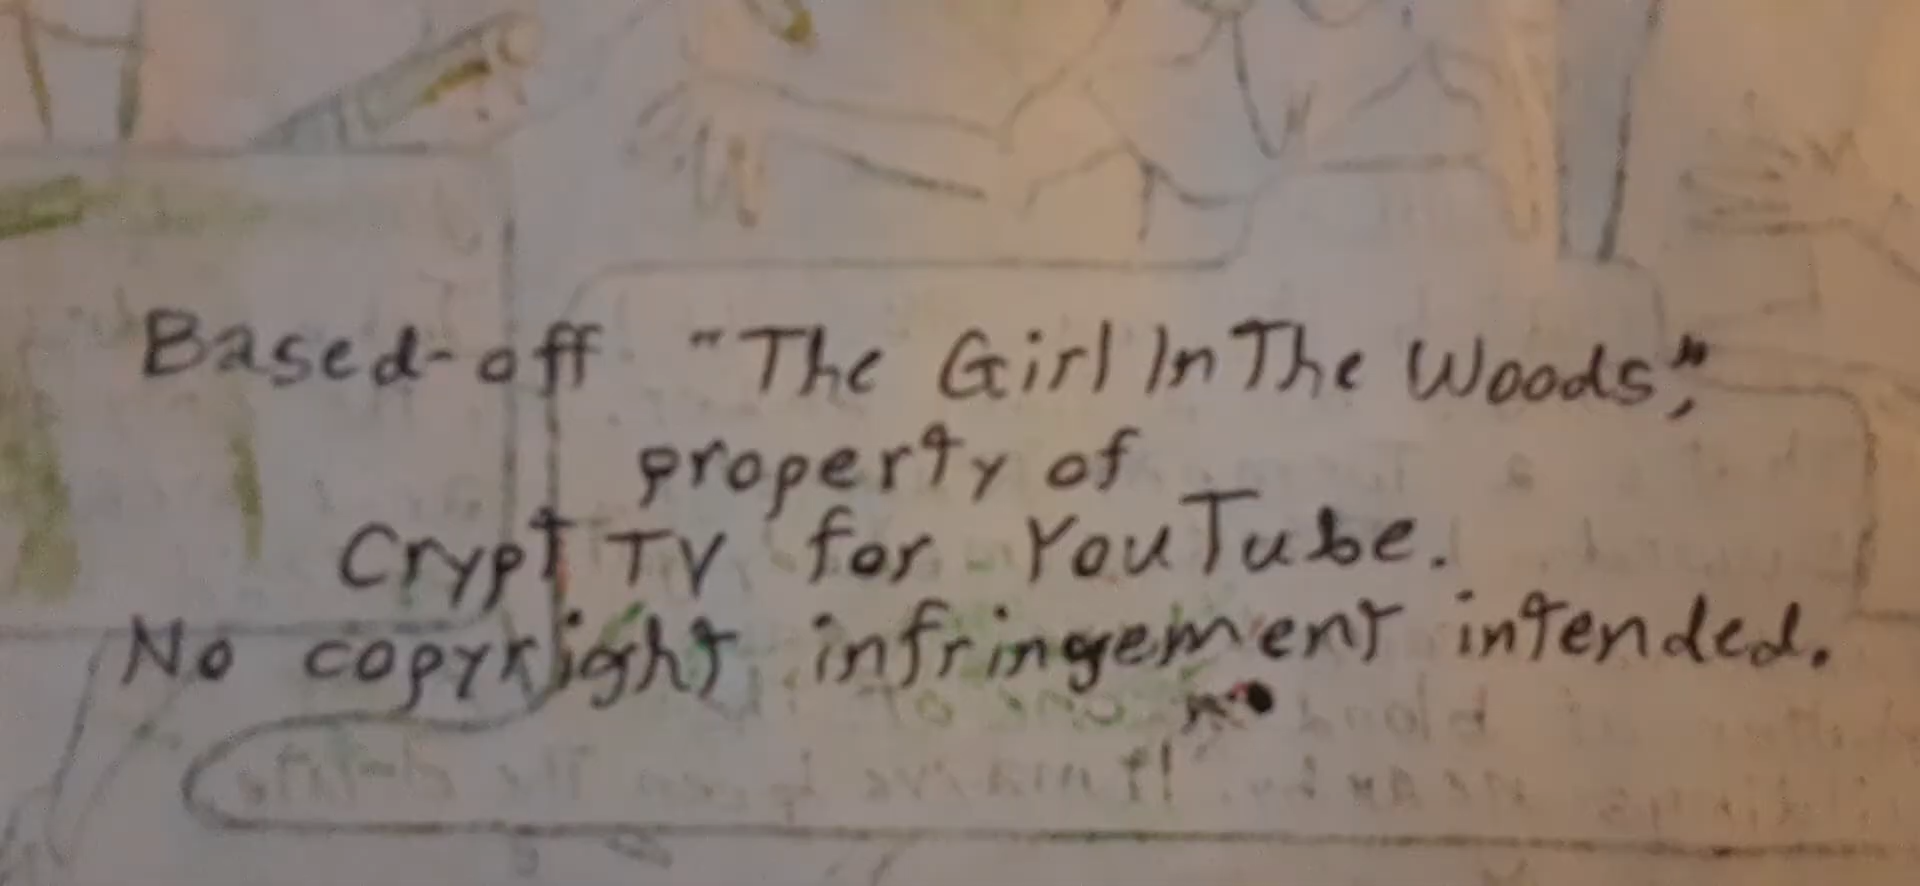 Based-off "The Girl In The Woods,"
property of
Crypt TV for YouTube.
No copyright infringement intended.